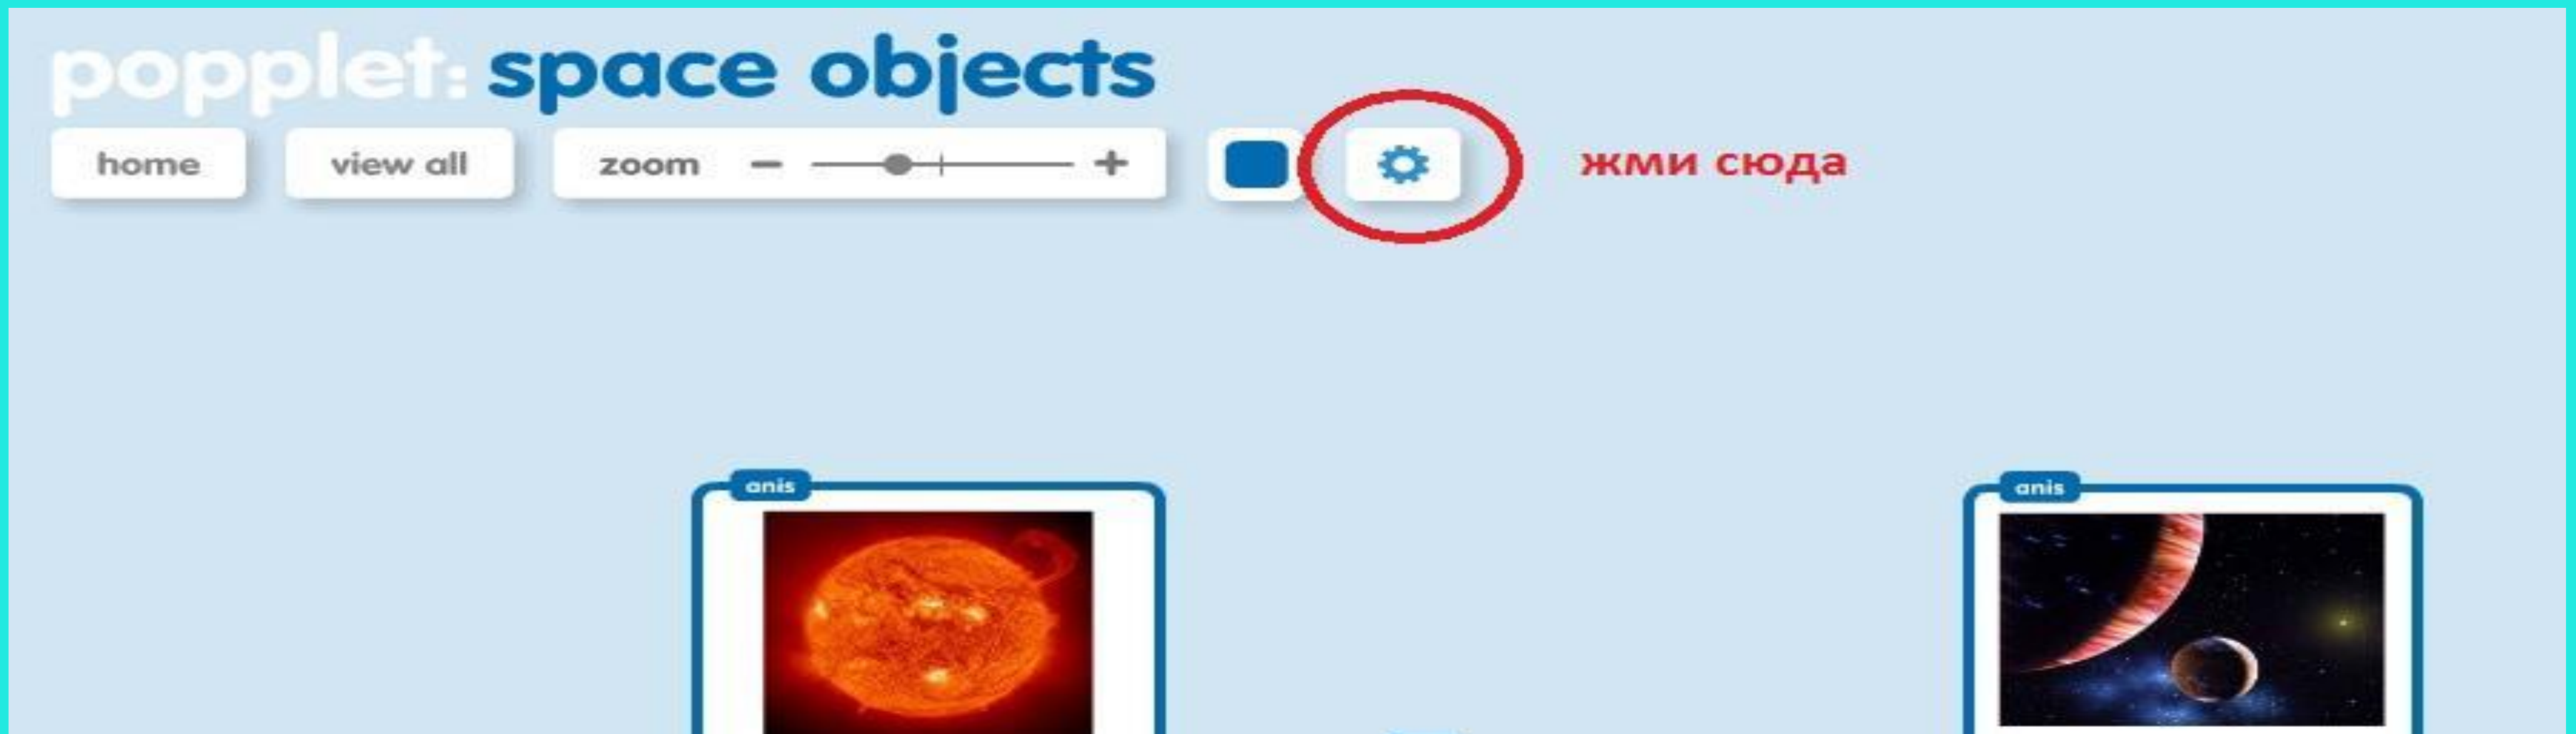 popplet: space objects
home view all zoom − + жми сюда
anis anis